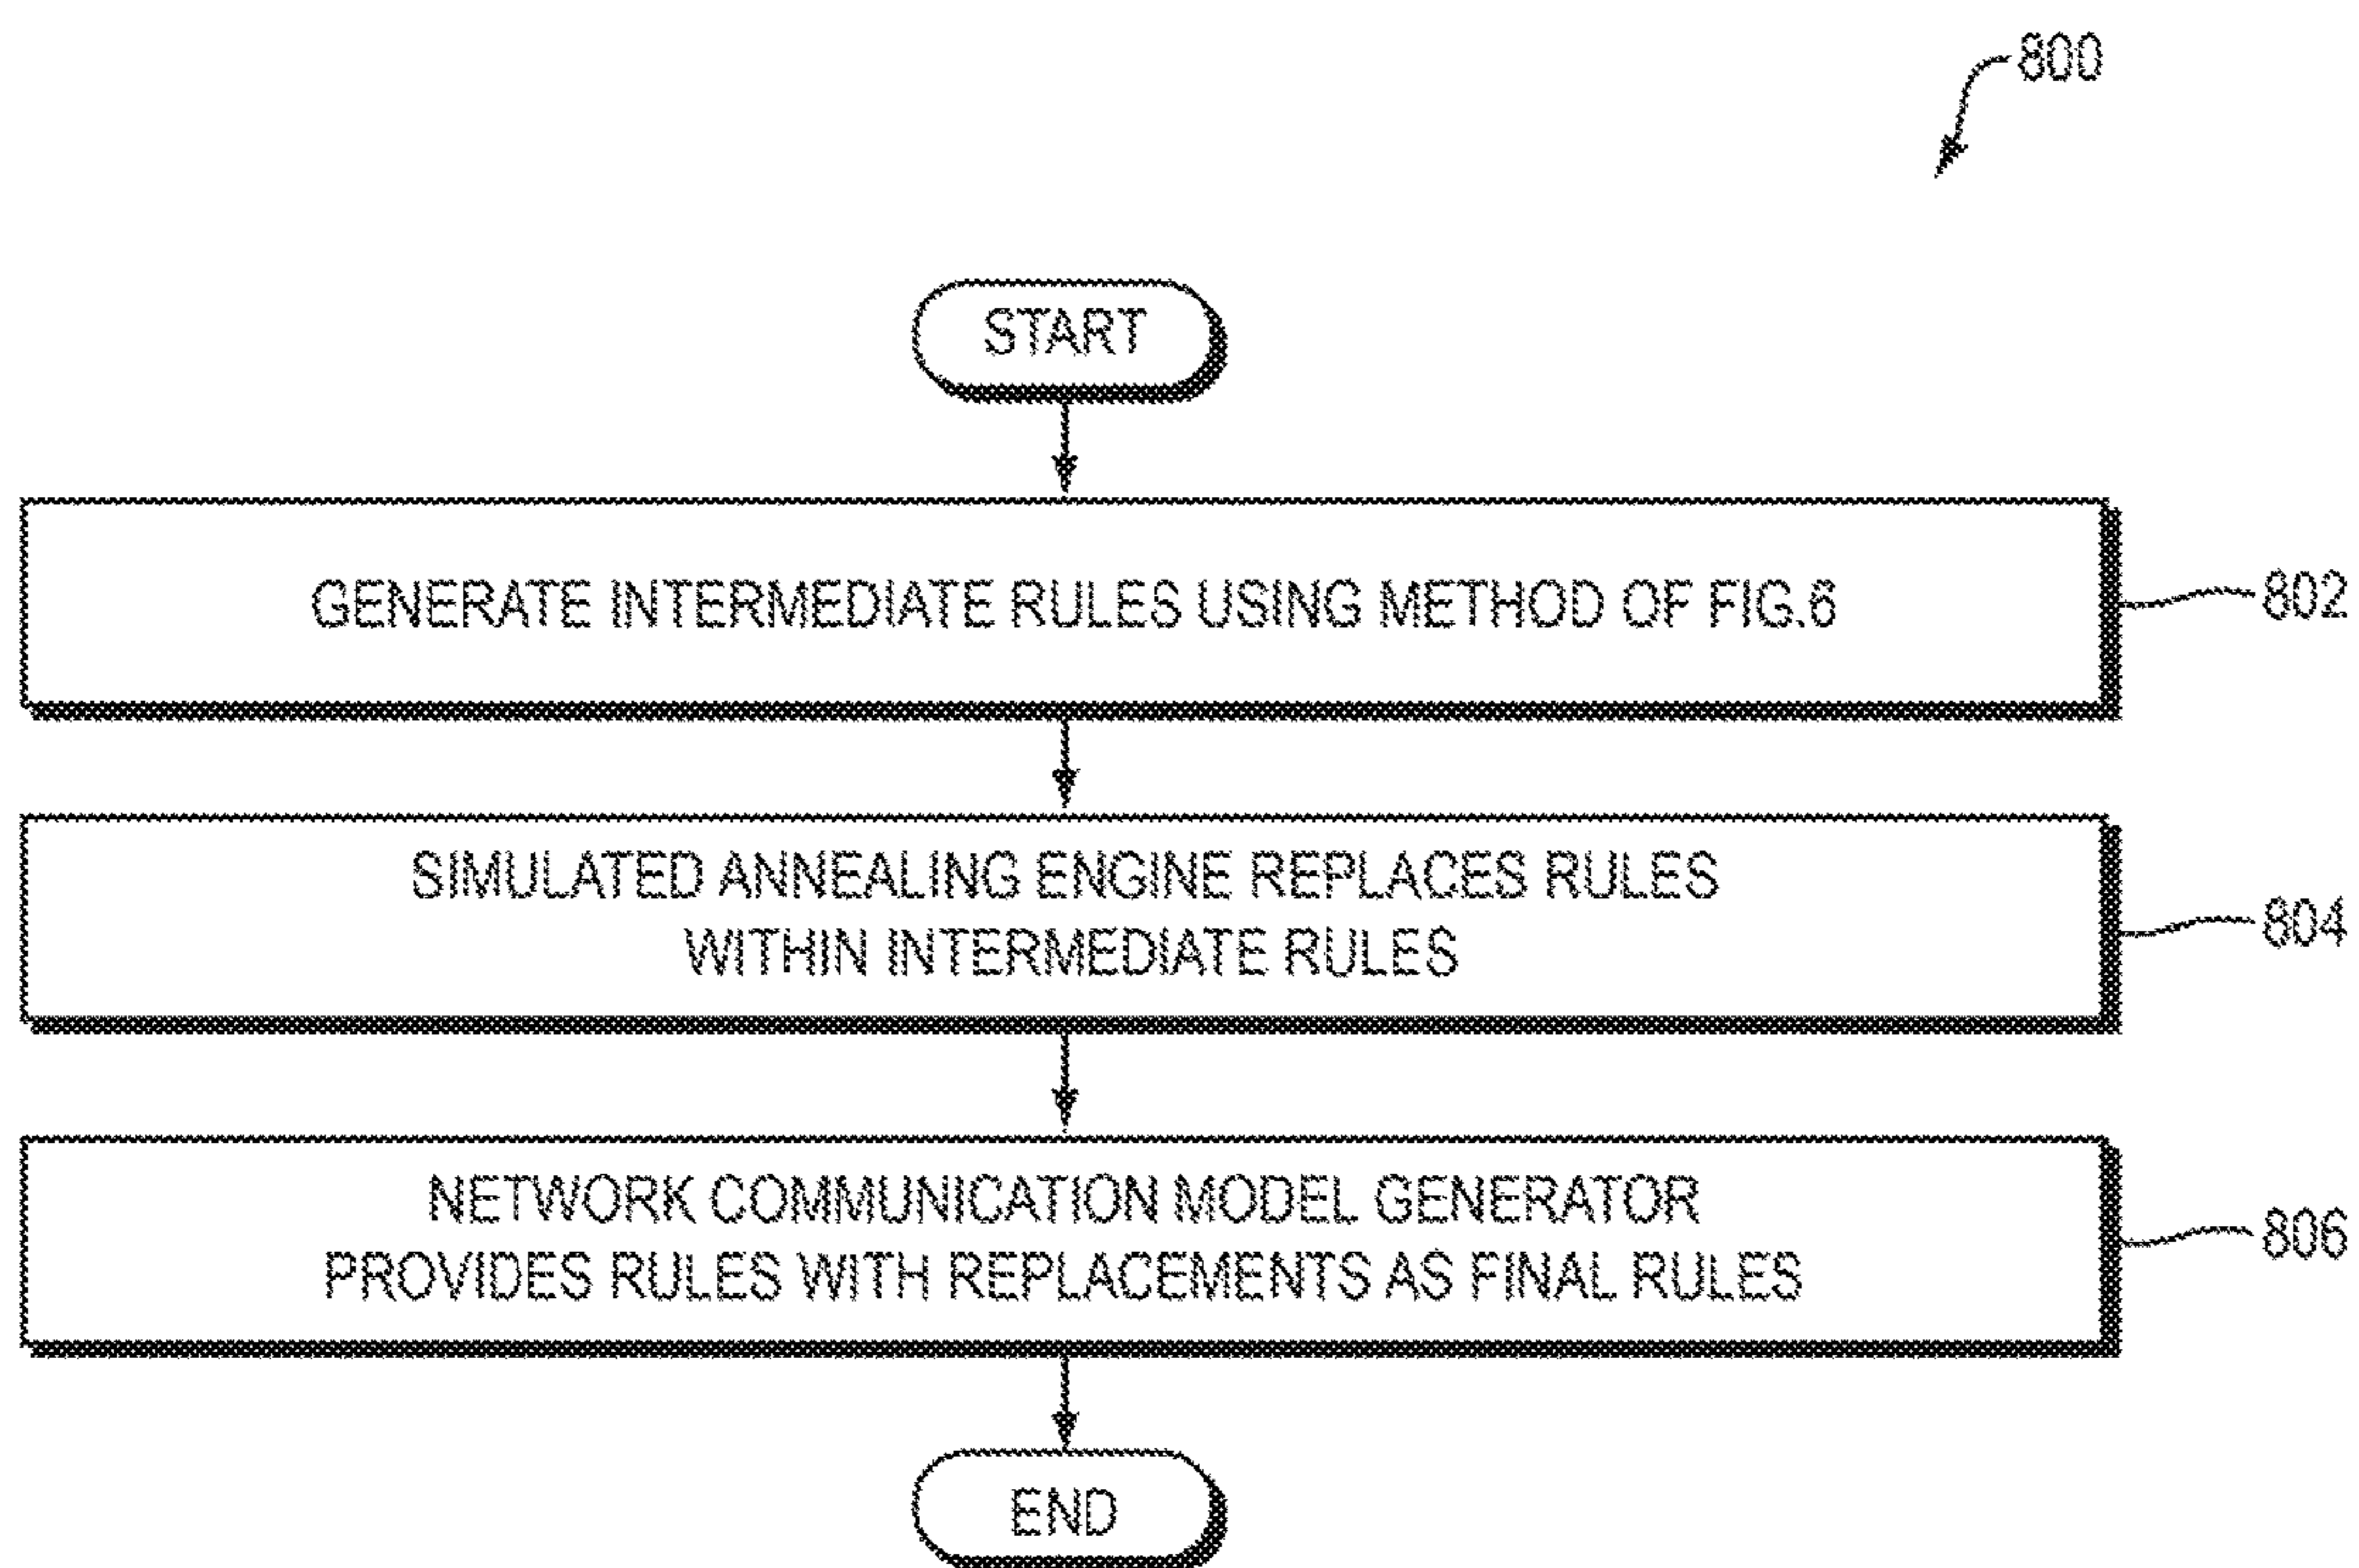 800
START
GENERATE INTERMEDIATE RULES USING METHOD OF FIG.6
802
SIMULATED ANNEALING ENGINE REPLACES RULES
WITHIN INTERMEDIATE RULES
804
NETWORK COMMUNICATION MODEL GENERATOR
PROVIDES RULES WITH REPLACEMENTS AS FINAL RULES
806
END